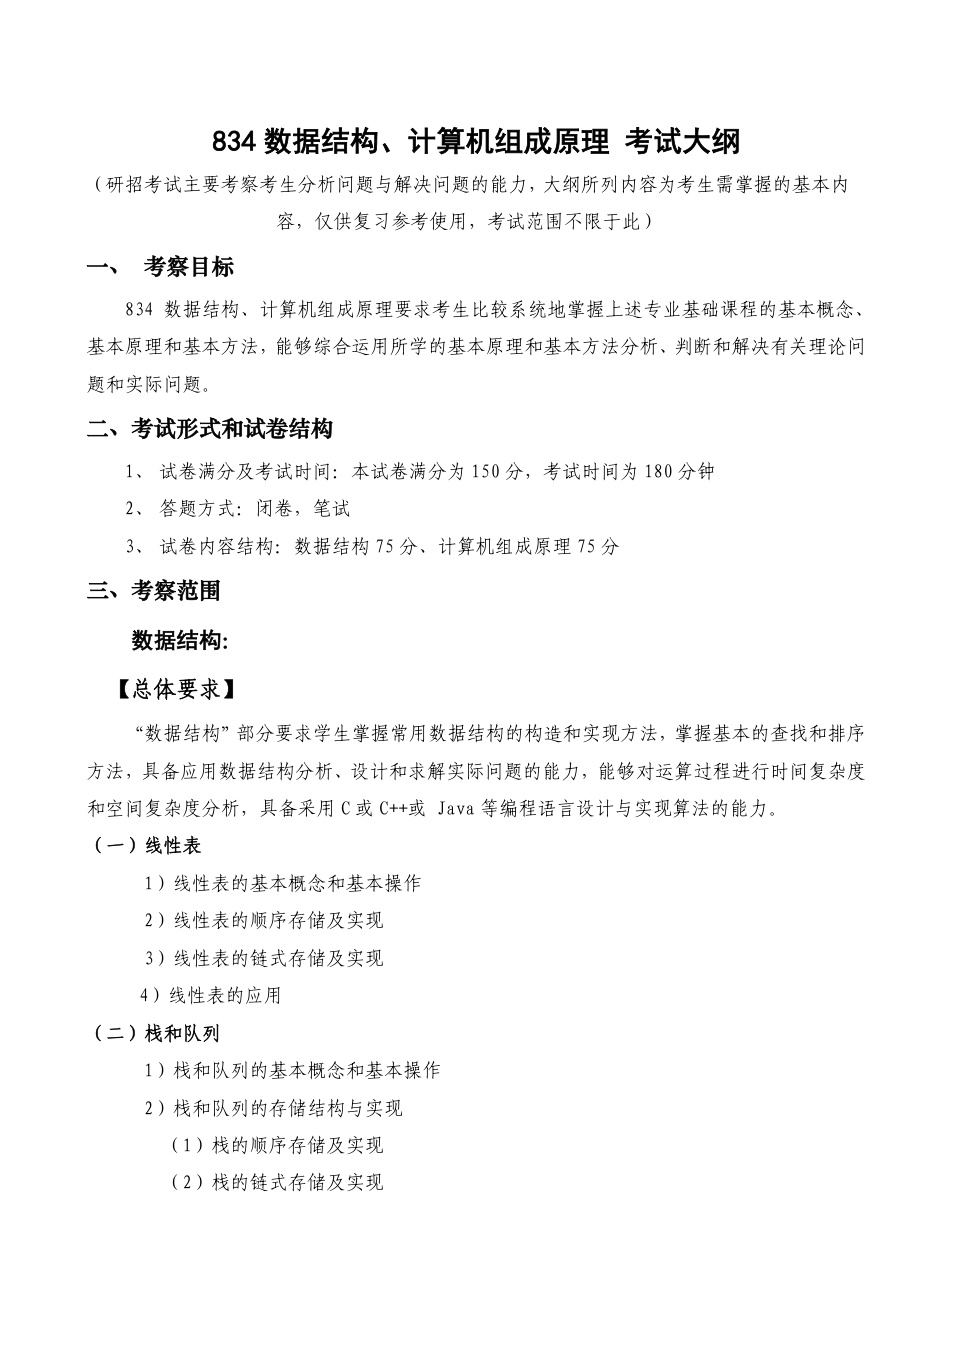 834 数据结构、计算机组成原理 考试大纲
（研招考试主要考察考生分析问题与解决问题的能力，大纲所列内容为考生需掌握的基本内
容，仅供复习参考使用，考试范围不限于此）
一、 考察目标
834 数据结构、计算机组成原理要求考生比较系统地掌握上述专业基础课程的基本概念、
基本原理和基本方法，能够综合运用所学的基本原理和基本方法分析、判断和解决有关理论问
题和实际问题。
二、考试形式和试卷结构
1、 试卷满分及考试时间：本试卷满分为 150 分，考试时间为 180 分钟
2、 答题方式：闭卷，笔试
3、 试卷内容结构：数据结构 75 分、计算机组成原理 75 分
三、考察范围
数据结构:
【总体要求】
“数据结构”部分要求学生掌握常用数据结构的构造和实现方法，掌握基本的查找和排序
方法，具备应用数据结构分析、设计和求解实际问题的能力，能够对运算过程进行时间复杂度
和空间复杂度分析，具备采用 C 或 C++或 Java 等编程语言设计与实现算法的能力。
（一）线性表
1）线性表的基本概念和基本操作
2）线性表的顺序存储及实现
3）线性表的链式存储及实现
4）线性表的应用
（二）栈和队列
1）栈和队列的基本概念和基本操作
2）栈和队列的存储结构与实现
（1）栈的顺序存储及实现
（2）栈的链式存储及实现